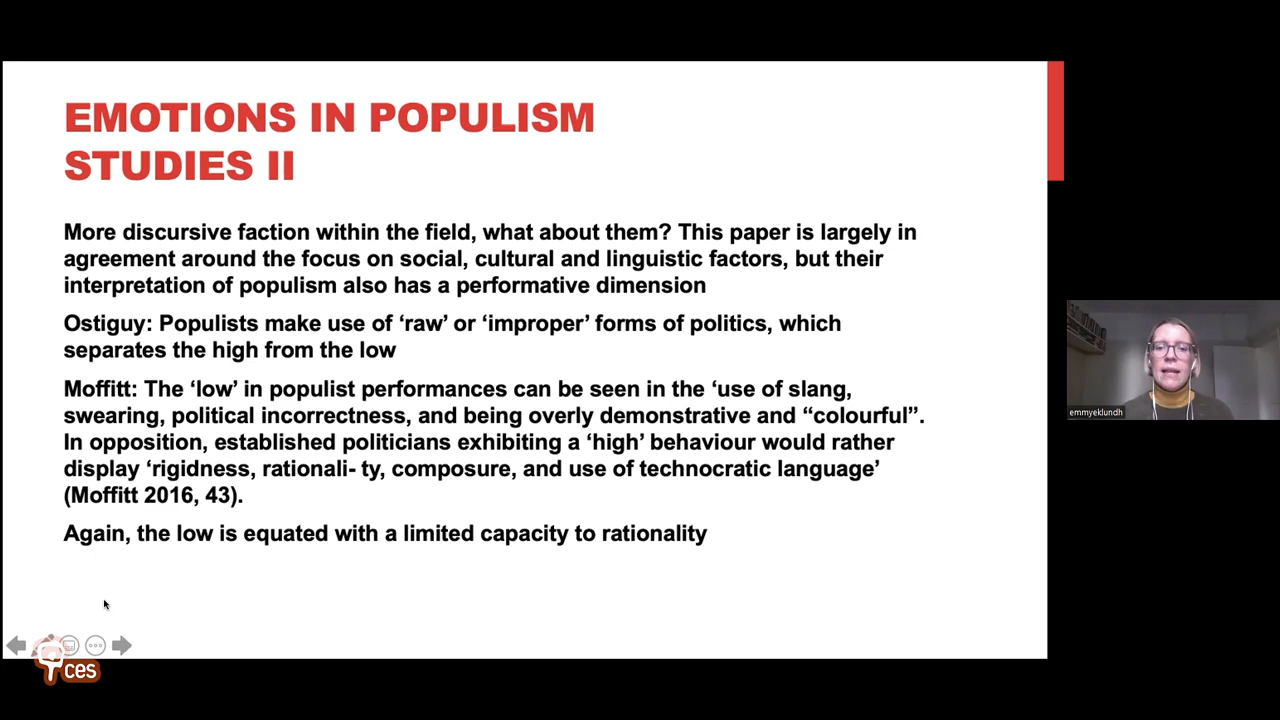 EMOTIONS IN POPULISM
STUDIES II
More discursive faction within the field, what about them? This paper is largely in
agreement around the focus on social, cultural and linguistic factors, but their
interpretation of populism also has a performative dimension
Ostiguy: Populists make use of ‘raw’ or ‘improper’ forms of politics, which
separates the high from the low
Moffitt: The ‘low’ in populist performances can be seen in the ‘use of slang,
swearing, political incorrectness, and being overly demonstrative and “colourful”.
In opposition, established politicians exhibiting a ‘high’ behaviour would rather
display ‘rigidness, rationali- ty, composure, and use of technocratic language’
(Moffitt 2016, 43).
Again, the low is equated with a limited capacity to rationality
emmyeklundh
ces